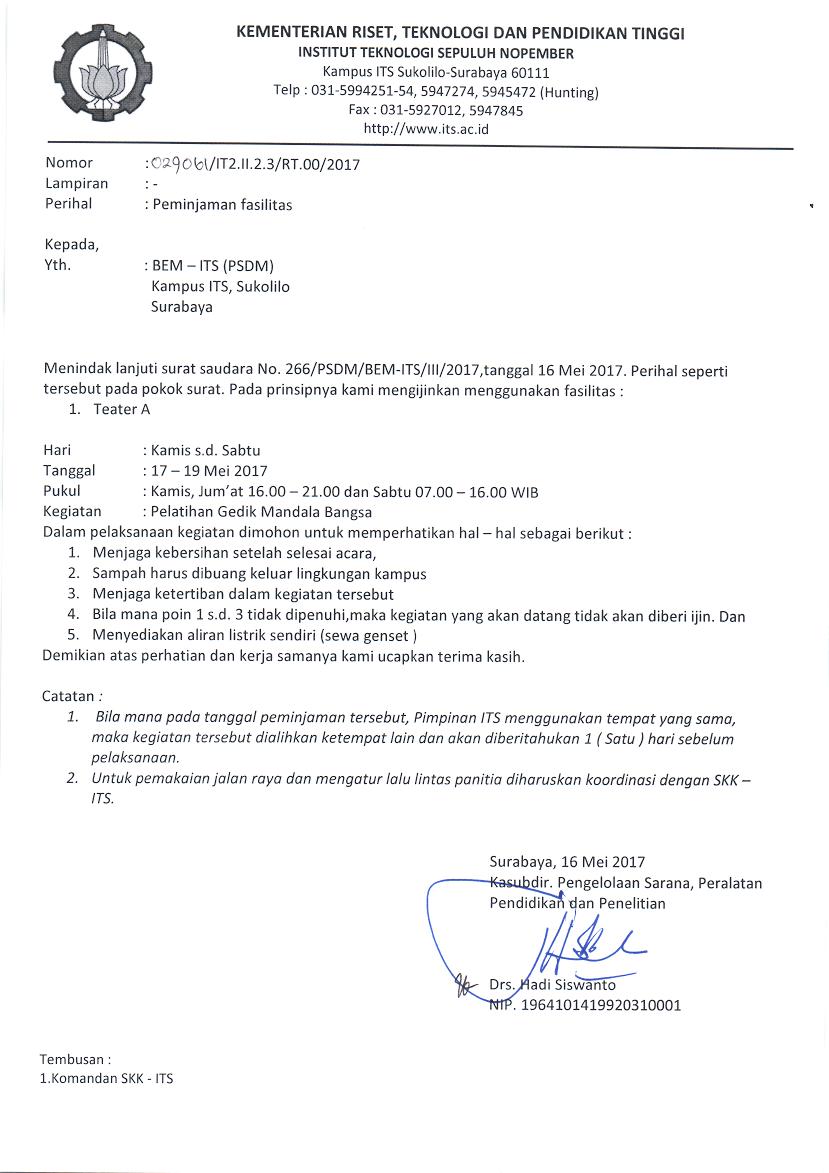 KEMENTERIAN RISET, TEKNOLOGI DAN PENDIDIKAN TINGGI
INSTITUT TEKNOLOGI SEPULUH NOPEMBER
Kampus ITS Sukolilo-Surabaya 60111
Telp : 031-5994251-54, 5947274, 5945472 (Hunting)
Fax : 031-5927012, 5947845
http://www.its.ac.id
Nomor : 029061/IT2.II.2.3/RT.00/2017
Lampiran : -
Perihal : Peminjaman fasilitas
Kepada,
Yth. : BEM – ITS (PSDM)
Kampus ITS, Sukolilo
Surabaya
Menindak lanjuti surat saudara No. 266/PSDM/BEM-ITS/III/2017,tanggal 16 Mei 2017. Perihal seperti
tersebut pada pokok surat. Pada prinsipnya kami mengijinkan menggunakan fasilitas :
1. Teater A
Hari : Kamis s.d. Sabtu
Tanggal : 17 – 19 Mei 2017
Pukul : Kamis, Jum’at 16.00 – 21.00 dan Sabtu 07.00 – 16.00 WIB
Kegiatan : Pelatihan Gedik Mandala Bangsa
Dalam pelaksanaan kegiatan dimohon untuk memperhatikan hal – hal sebagai berikut :
1. Menjaga kebersihan setelah selesai acara,
2. Sampah harus dibuang keluar lingkungan kampus
3. Menjaga ketertiban dalam kegiatan tersebut
4. Bila mana poin 1 s.d. 3 tidak dipenuhi,maka kegiatan yang akan datang tidak akan diberi ijin. Dan
5. Menyediakan aliran listrik sendiri (sewa genset )
Demikian atas perhatian dan kerja samanya kami ucapkan terima kasih.
Catatan :
1. Bila mana pada tanggal peminjaman tersebut, Pimpinan ITS menggunakan tempat yang sama,
maka kegiatan tersebut dialihkan ketempat lain dan akan diberitahukan 1 ( Satu ) hari sebelum
pelaksanaan.
2. Untuk pemakaian jalan raya dan mengatur lalu lintas panitia diharuskan koordinasi dengan SKK –
ITS.
Surabaya, 16 Mei 2017
Kasubdir. Pengelolaan Sarana, Peralatan
Pendidikan dan Penelitian
Drs. Hadi Siswanto
NIP. 1964101419920310001
Tembusan :
1.Komandan SKK - ITS